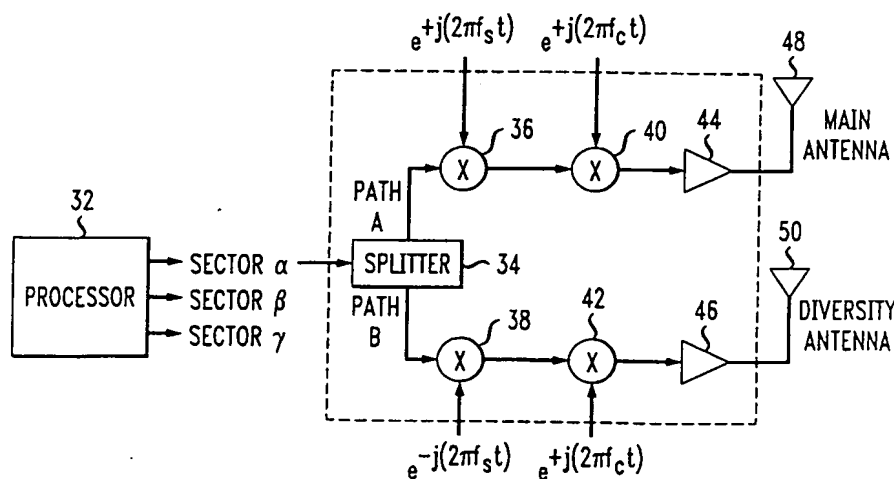 e+j(2πfst) e+j(2πfct)
48
36
40
44
MAIN
ANTENNA
32
PATH
A
PROCESSOR
SECTOR α
SECTOR β
SECTOR γ
SPLITTER
34
50
PATH
B
38
42
46
DIVERSITY
ANTENNA
X
X
X
X
e-j(2πfst) e+j(2πfct)